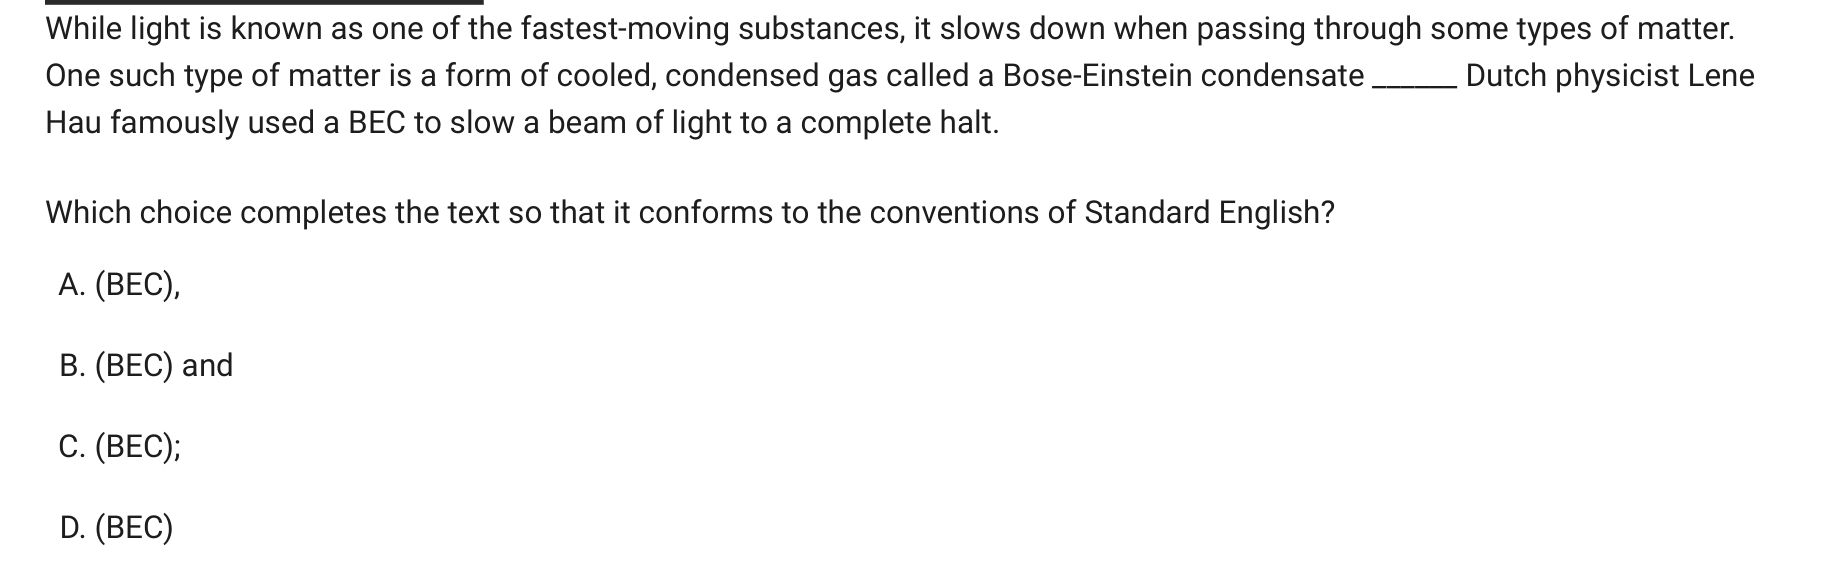 While light is known as one of the fastest-moving substances, it slows down when passing through some types of matter.
One such type of matter is a form of cooled, condensed gas called a Bose-Einstein condensate ______ Dutch physicist Lene
Hau famously used a BEC to slow a beam of light to a complete halt.
Which choice completes the text so that it conforms to the conventions of Standard English?
A. (BEC),
B. (BEC) and
C. (BEC);
D. (BEC)